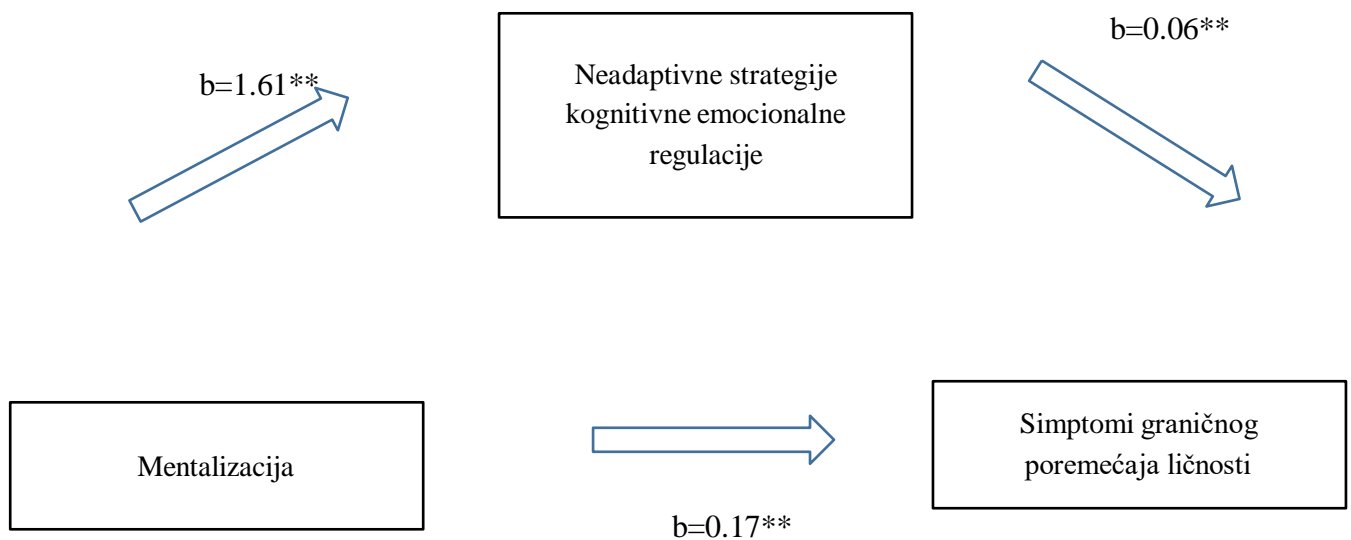 b=0.06**
b=1.61**
Neadaptivne strategije
kognitivne emocionalne
regulacije
Mentalizacija
Simptomi graničnog
poremećaja ličnosti
b=0.17**